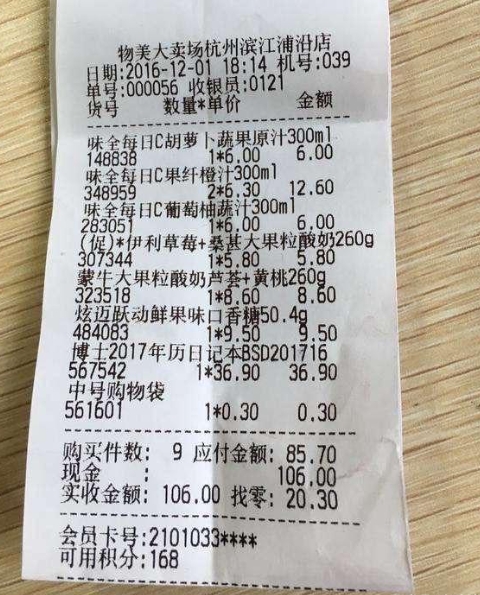 物美大卖场杭州滨江浦沿店
日期:2016-12-01 18:14 机号:039
单号:000056 收银员:0121
货号 数量*单价 金额
味全每日C胡萝卜蔬果原汁300ml
148838 1*6.00 6.00
味全每日C果纤橙汁300ml
348959 2*6.30 12.60
味全每日C葡萄柚蔬汁300ml
283051 1*6.00 6.00
(促)*伊利草莓+桑葚大果粒酸奶260g
307344 1*5.80 5.80
蒙牛大果粒酸奶芦荟+黄桃260g
323518 1*8.60 8.60
炫迈跃动鲜果味口香糖50.4g
484083 1*9.50 9.50
博士2017年历日记本BSD201716
567542 1*36.90 36.90
中号购物袋
561601 1*0.30 0.30
购买件数: 9 应付金额: 85.70
现金 : 106.00
实收金额: 106.00 找零: 20.30
会员卡号:2101033****
可用积分:168